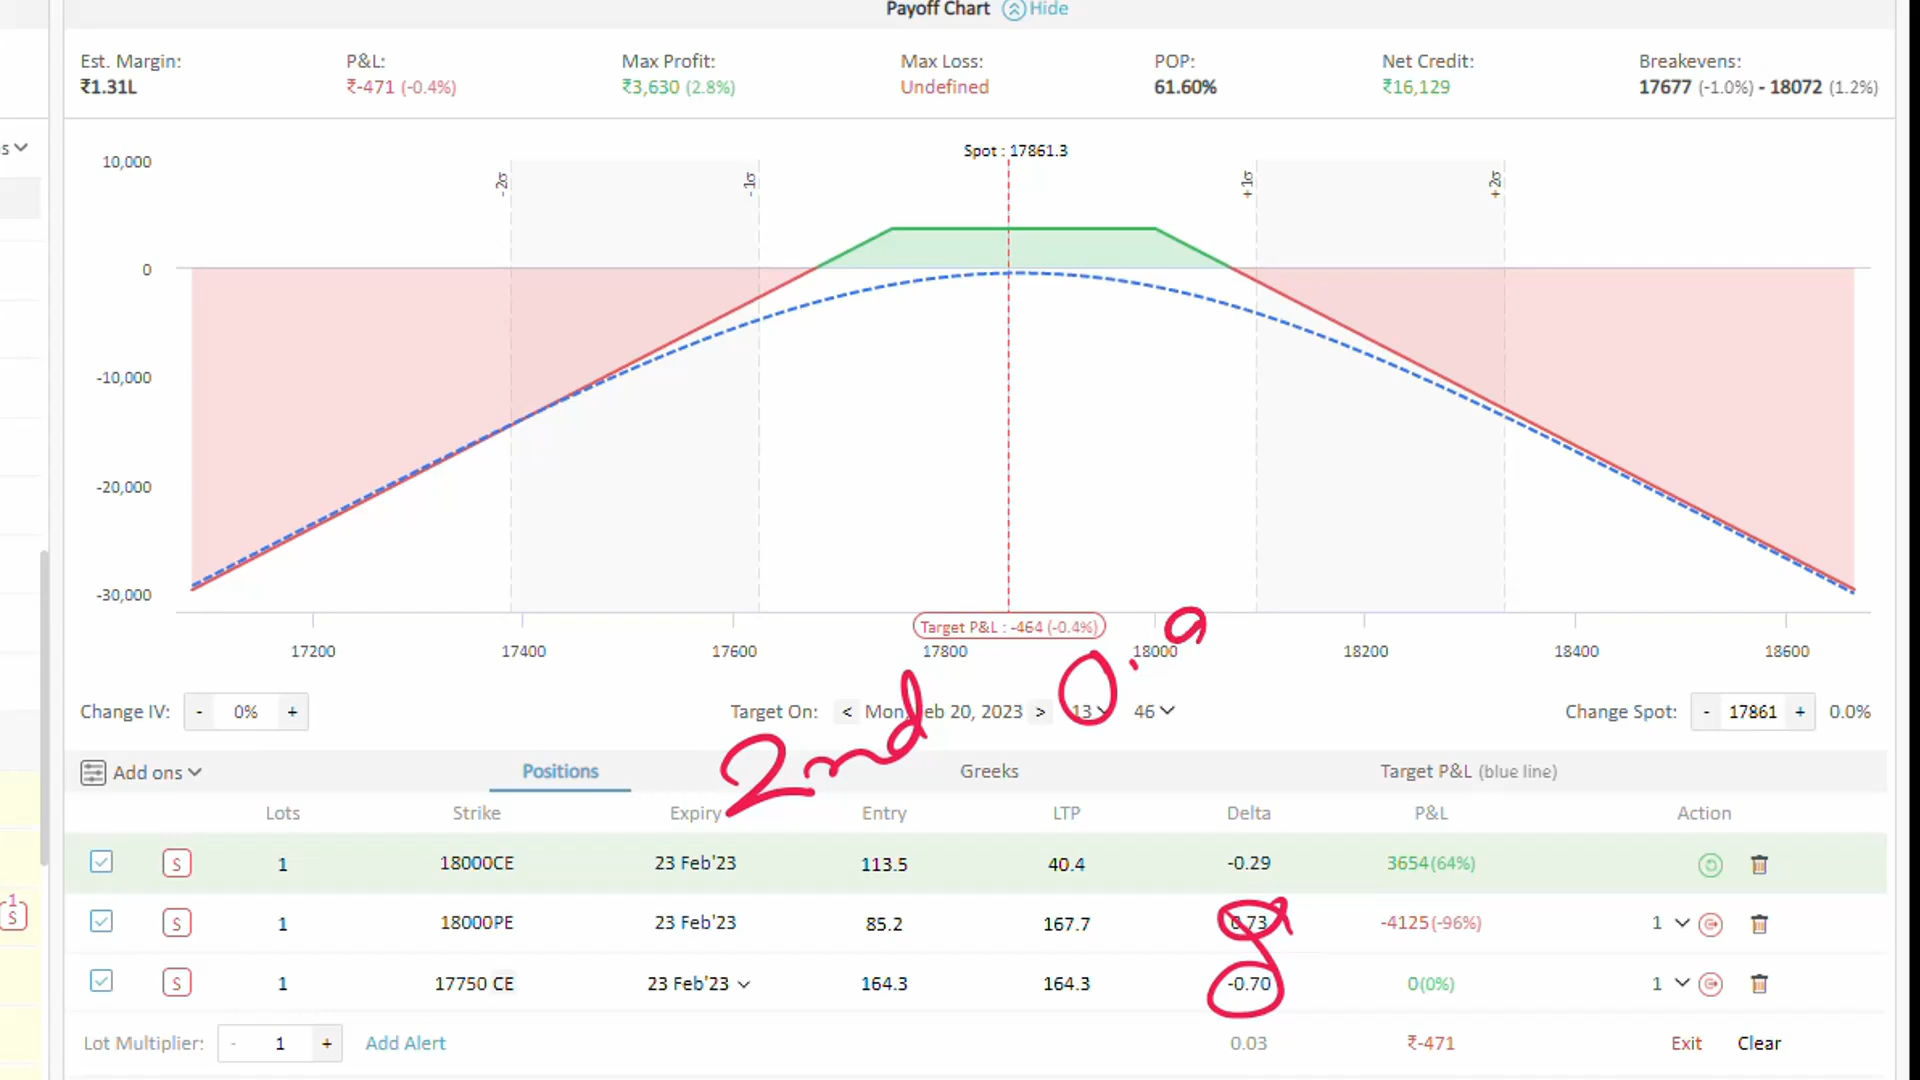 Payoff Chart Hide
Est. Margin: P&L: Max Profit: Max Loss: POP: Net Credit: Breakevens:
₹1.31L ₹-471 (-0.4%) ₹3,630 (2.8%) Undefined 61.60% ₹16,129 17677 (-1.0%) - 18072 (1.2%)
s
Spot : 17861.3
10,000
-2σ -1σ +1σ +2σ
0
-10,000
-20,000
-30,000
Target P&L : -464 (-0.4%)
17200 17400 17600 17800 18000 18200 18400 18600
0.9
Change IV: - 0% + Target On: < Mon, Feb 20, 2023 > 13 46 Change Spot: - 17861 + 0.0%
2nd
Add ons Positions Greeks Target P&L (blue line)
Lots Strike Expiry Entry LTP Delta P&L Action
S 1 18000CE 23 Feb'23 113.5 40.4 -0.29 3654(64%)
1
S
S 1 18000PE 23 Feb'23 85.2 167.7 0.73 -4125(-96%) 1
S 1 17750 CE 23 Feb'23 164.3 164.3 -0.70 0(0%) 1
Lot Multiplier: - 1 + Add Alert 0.03 ₹-471 Exit Clear